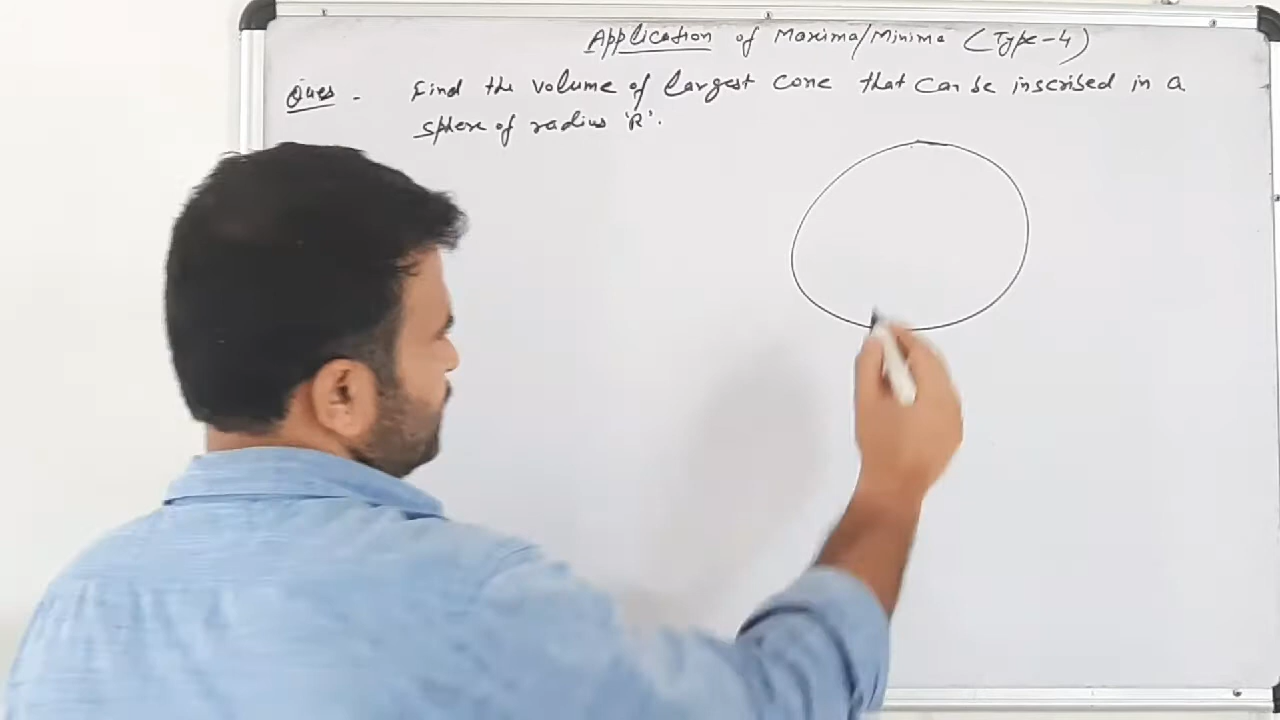 Application of Maxima/Minima (Type-4)
Ques - Find the volume of largest cone that can be inscribed in a
sphere of radius 'R'.